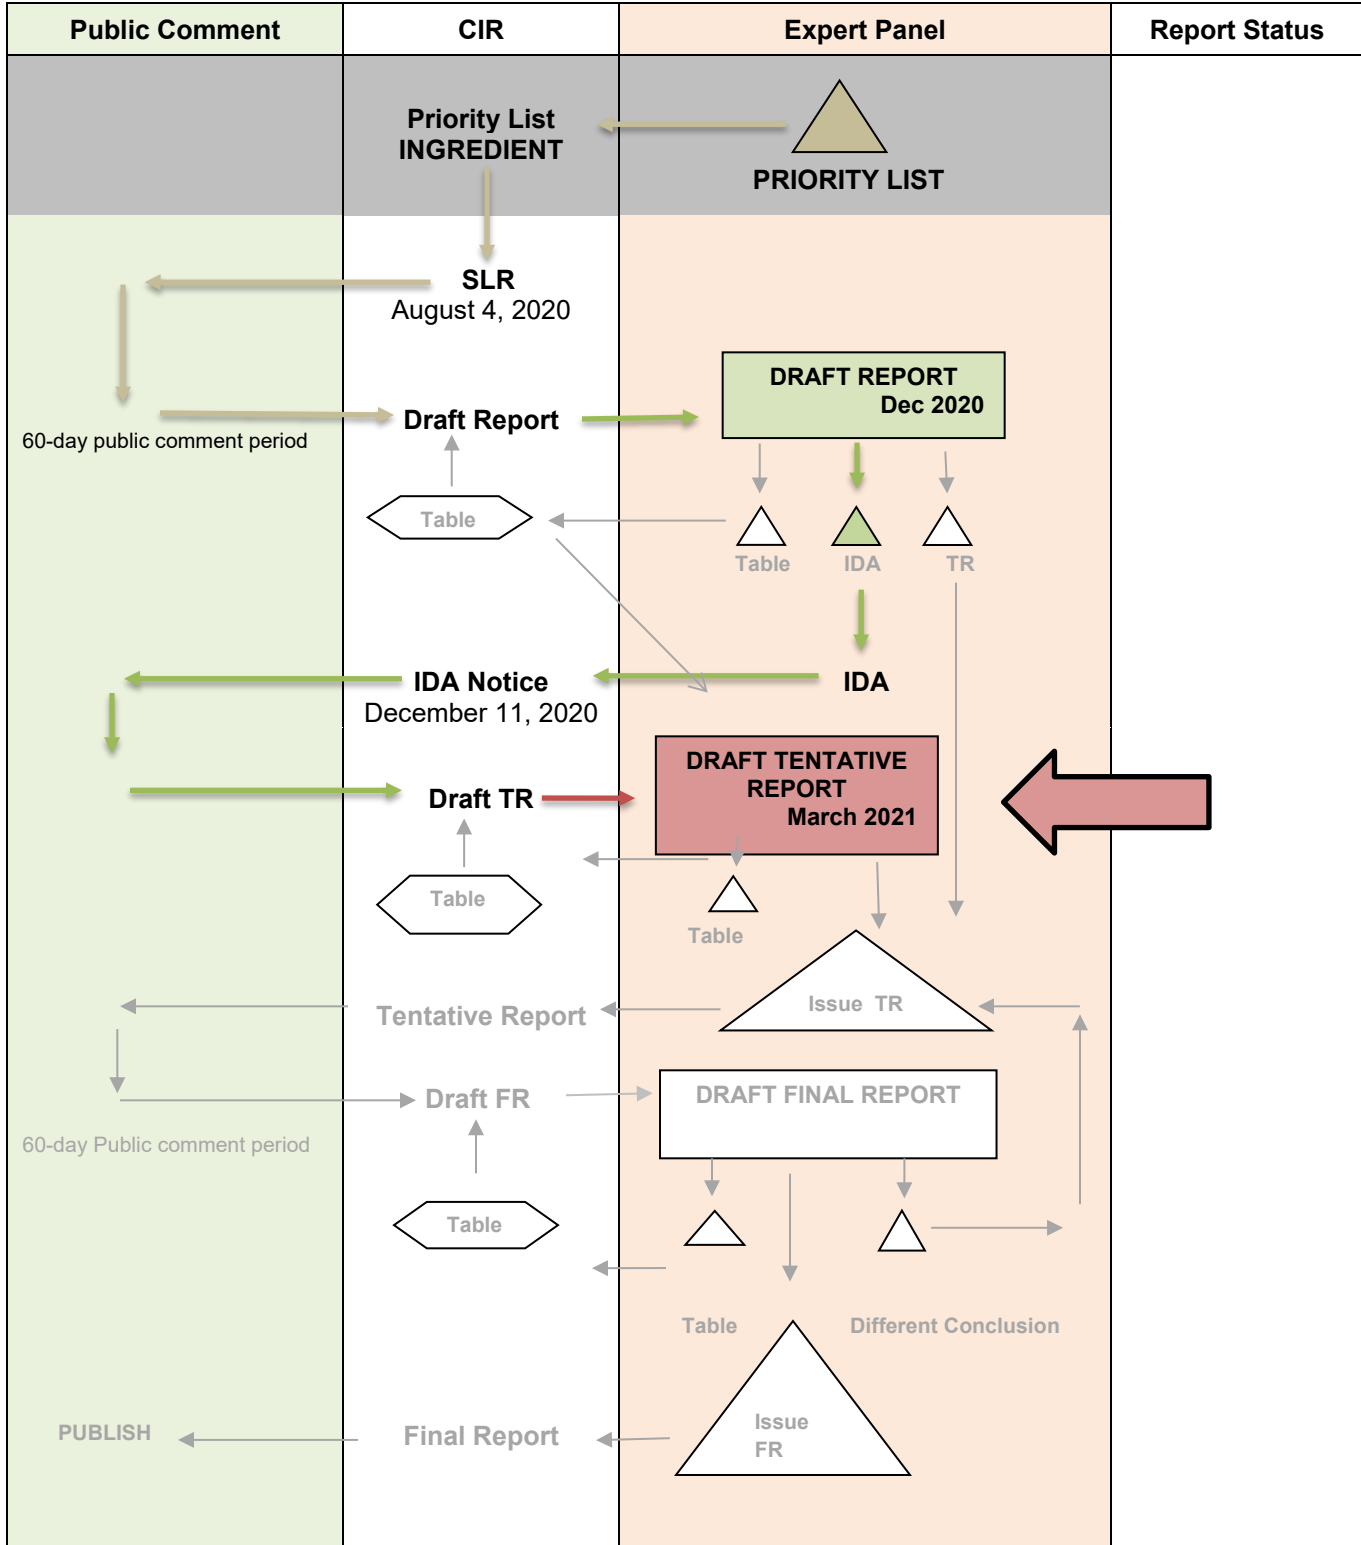 Public Comment
CIR
Expert Panel
Report Status
Priority List
INGREDIENT
PRIORITY LIST
SLR
August 4, 2020
DRAFT REPORT
Dec 2020
60-day public comment period
Draft Report
Table
Table
IDA
TR
IDA Notice
December 11, 2020
IDA
DRAFT TENTATIVE
REPORT
March 2021
Draft TR
Table
Table
Tentative Report
Issue TR
Draft FR
DRAFT FINAL REPORT
60-day Public comment period
Table
Table
Different Conclusion
PUBLISH
Final Report
Issue
FR